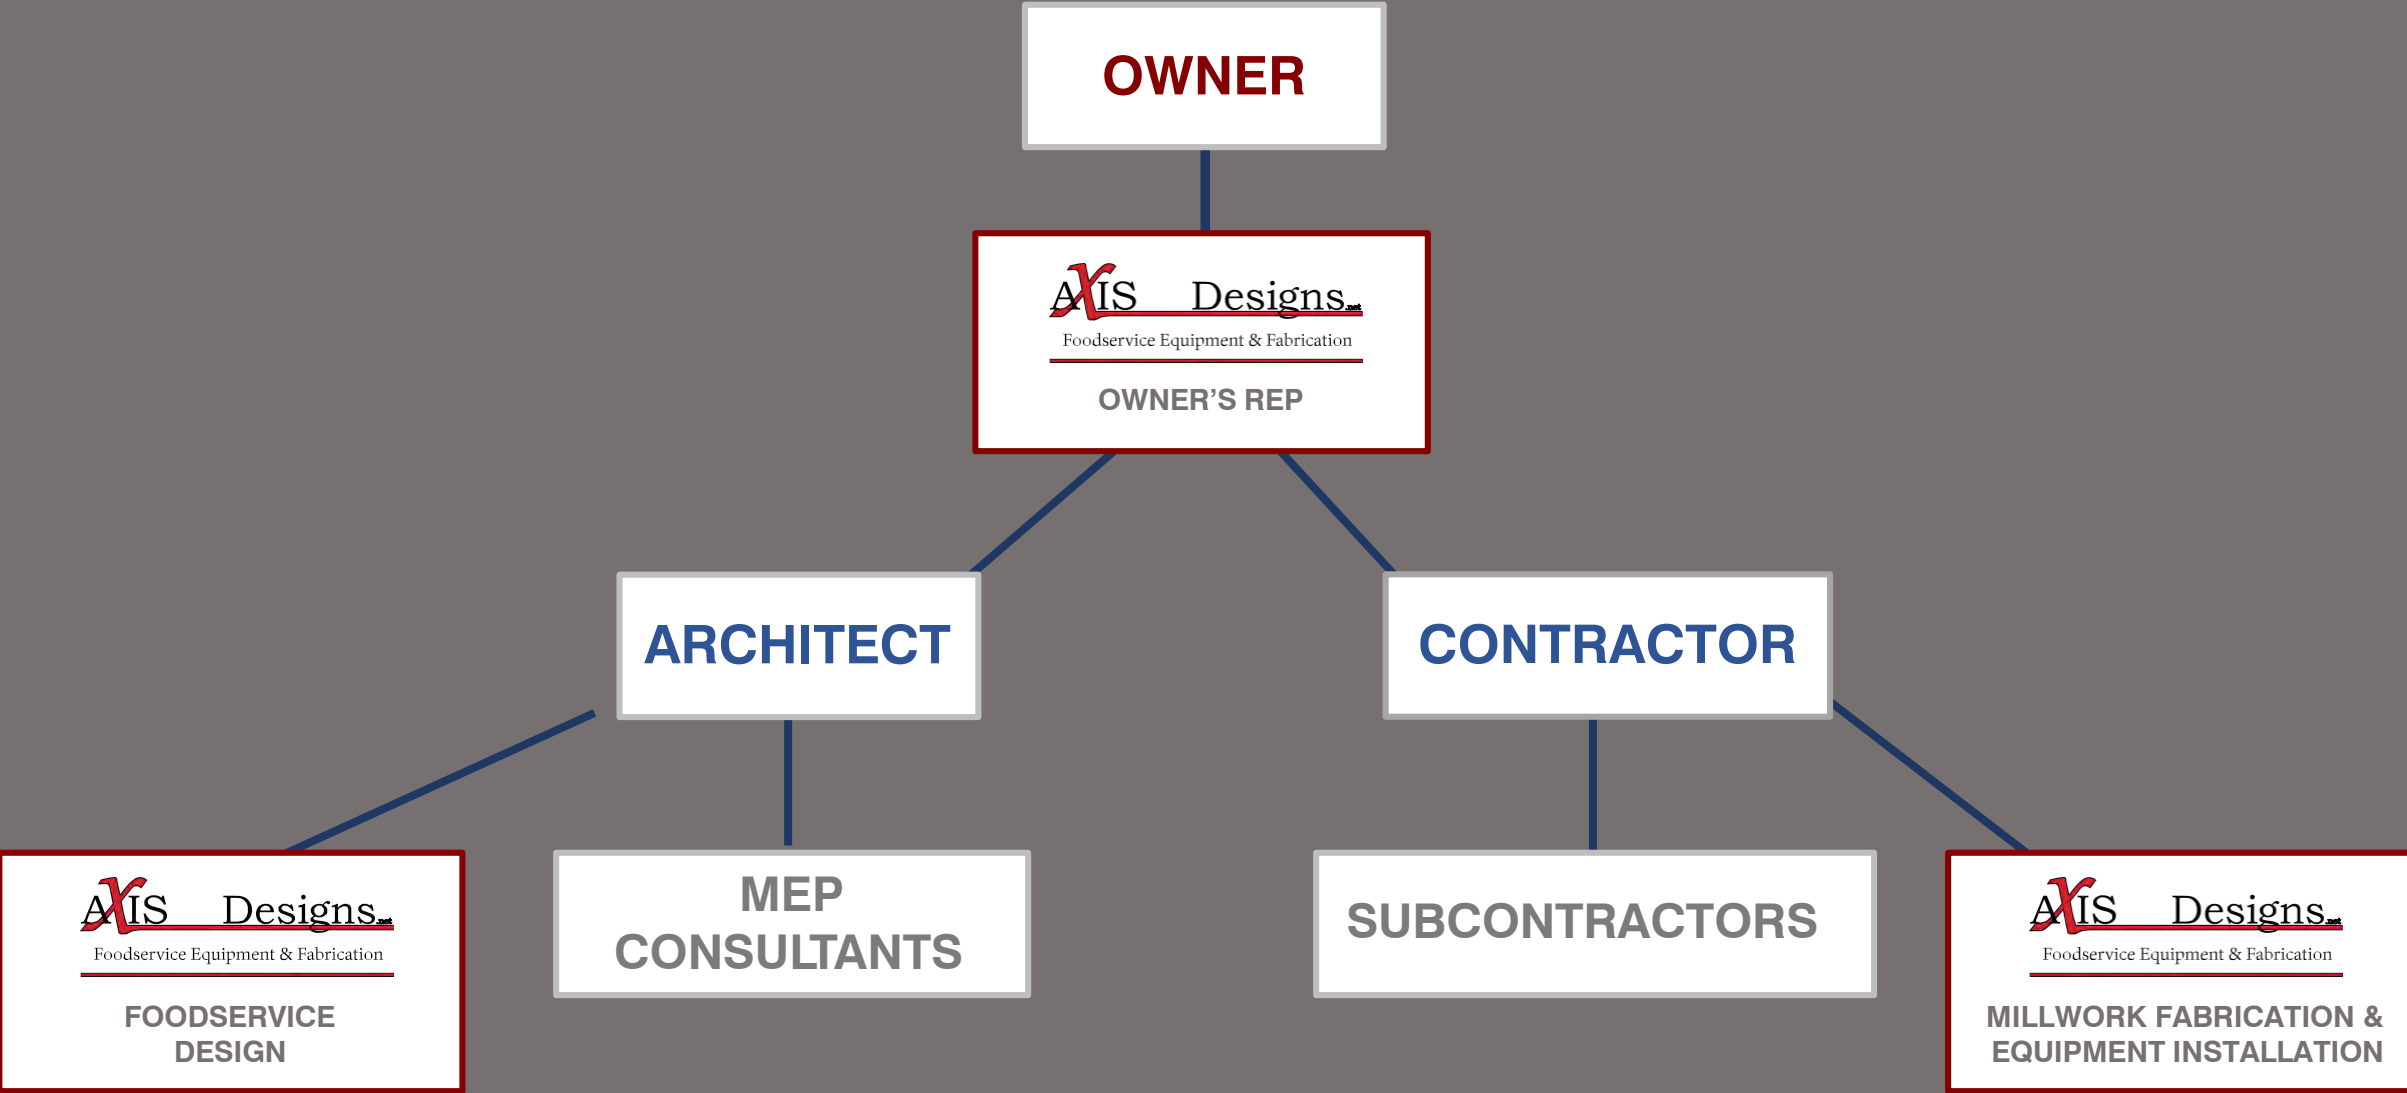 OWNER
AXIS Designs.net
Foodservice Equipment & Fabrication
OWNER’S REP
ARCHITECT
CONTRACTOR
AXIS Designs.net
Foodservice Equipment & Fabrication
FOODSERVICE
DESIGN
MEP
CONSULTANTS
SUBCONTRACTORS
AXIS Designs.net
Foodservice Equipment & Fabrication
MILLWORK FABRICATION &
EQUIPMENT INSTALLATION